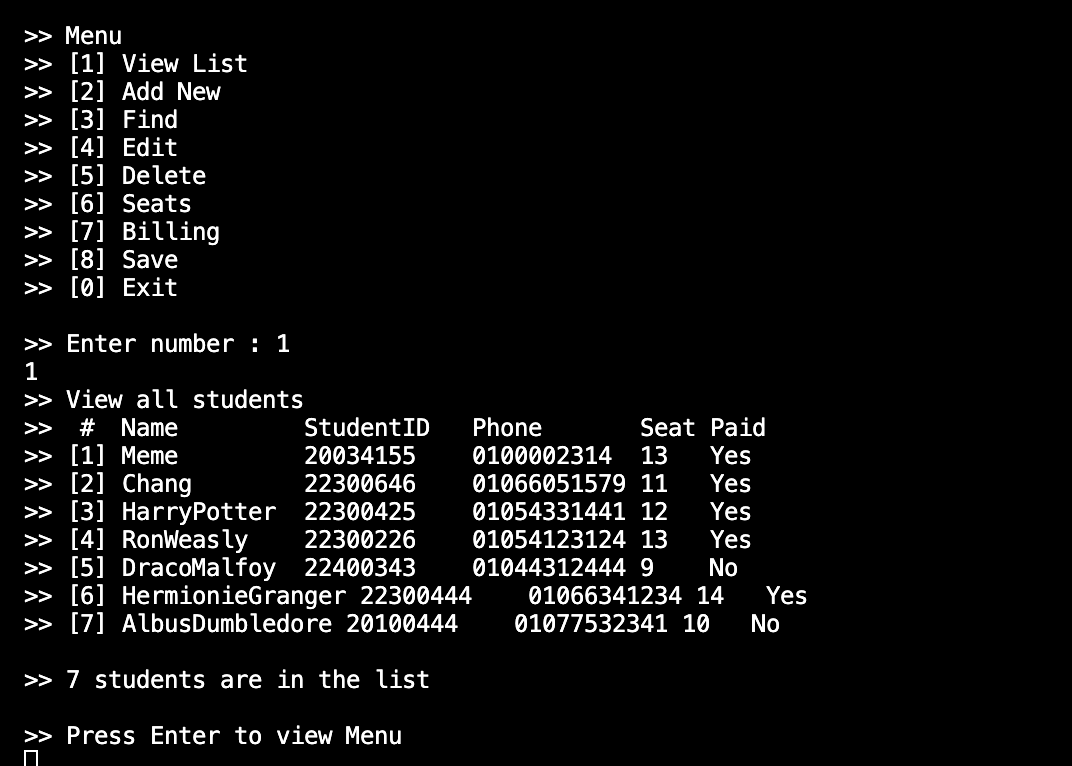 >> Menu
>> [1] View List
>> [2] Add New
>> [3] Find
>> [4] Edit
>> [5] Delete
>> [6] Seats
>> [7] Billing
>> [8] Save
>> [0] Exit
>> Enter number : 1
1
>> View all students
>>  #  Name         StudentID   Phone       Seat Paid
>> [1] Meme         20034155    0100002314  13   Yes
>> [2] Chang        22300646    01066051579 11   Yes
>> [3] HarryPotter  22300425    01054331441 12   Yes
>> [4] RonWeasly    22300226    01054123124 13   Yes
>> [5] DracoMalfoy  22400343    01044312444 9    No
>> [6] HermionieGranger 22300444    01066341234 14   Yes
>> [7] AlbusDumbledore 20100444    01077532341 10   No
>> 7 students are in the list
>> Press Enter to view Menu